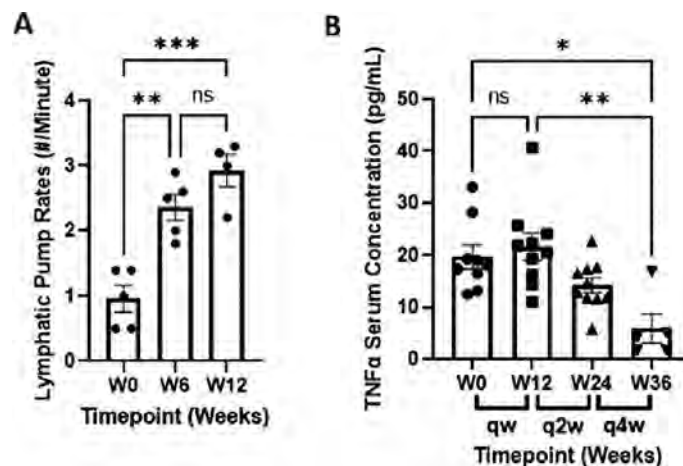 A
***
**
ns
Lymphatic Pump Rates (#/Minute)
4
3
2
1
0
W0 W6 W12
Timepoint (Weeks)
B
*
ns
**
TNFα Serum Concentration (pg/mL)
50
40
30
20
10
0
W0 W12 W24 W36
qw q2w q4w
Timepoint (Weeks)